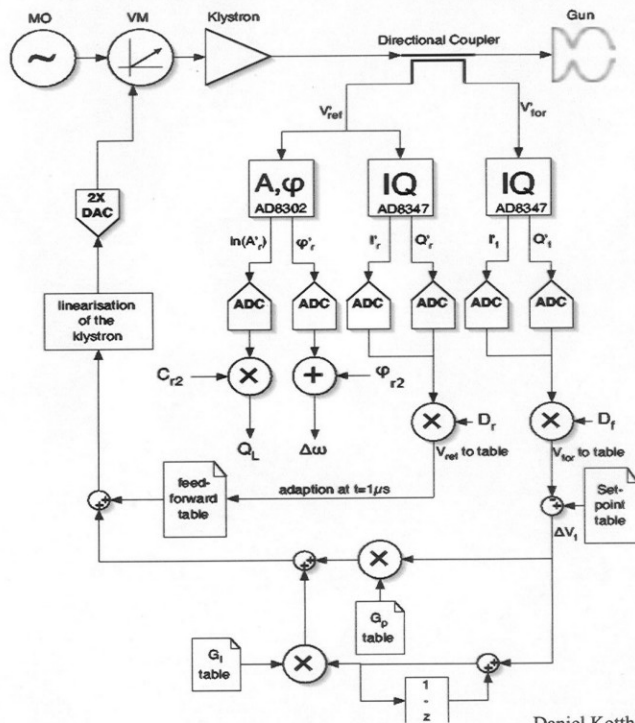 MO
VM
Klystron
Gun
~
Directional Coupler
V'ref
V'for
A,φ
AD8302
IQ
AD8347
IQ
AD8347
2X
DAC
ln(A'r)
φ'r
I'r
Q'r
I'f
Q'f
ADC
ADC
ADC
ADC
ADC
ADC
linearisation
of the
klystron
Cr2
×
+
φr2
QL
Δω
×
Dr
×
Df
Vref to table
Vfor to table
feed-
forward
table
adaption at t=1μs
Set-
point
table
ΔVf
×
Gp
table
GI
table
×
1
-
z